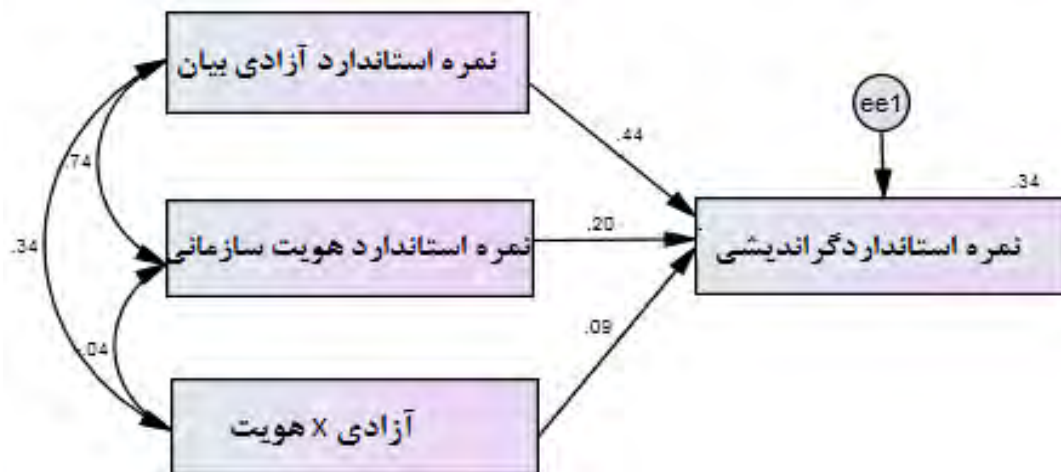 نمره استاندارد آزادی بیان
ee1
.44
.74
.34
نمره استاندارد هویت سازمانی
.20
نمره استانداردگراندیشی
.34
.04
.09
آزادی x هویت